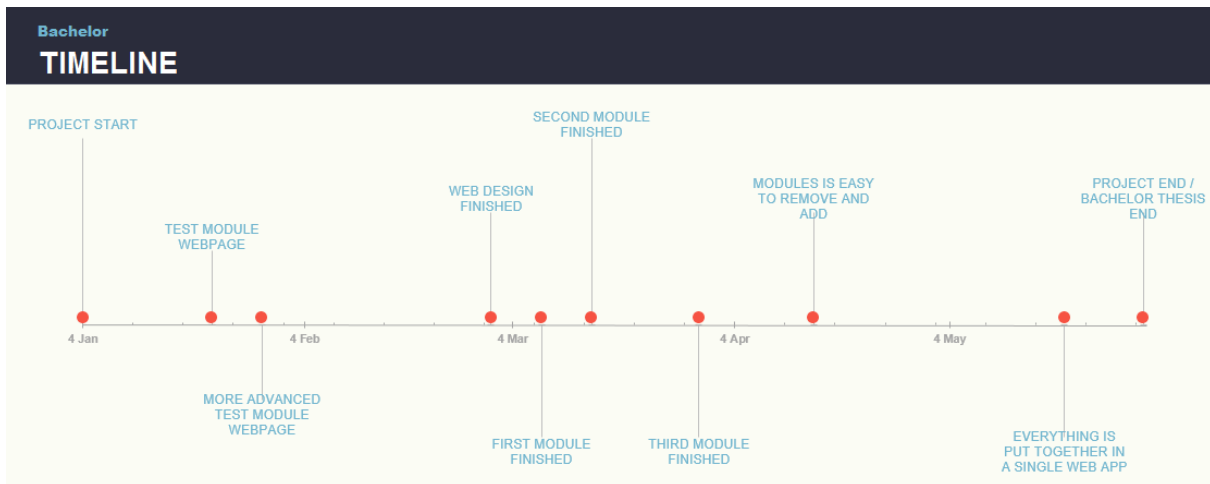 Bachelor
TIMELINE
PROJECT START
TEST MODULE
WEBPAGE
MORE ADVANCED
TEST MODULE
WEBPAGE
WEB DESIGN
FINISHED
FIRST MODULE
FINISHED
SECOND MODULE
FINISHED
THIRD MODULE
FINISHED
MODULES IS EASY
TO REMOVE AND
ADD
EVERYTHING IS
PUT TOGETHER IN
A SINGLE WEB APP
PROJECT END /
BACHELOR THESIS
END
4 Jan
4 Feb
4 Mar
4 Apr
4 May